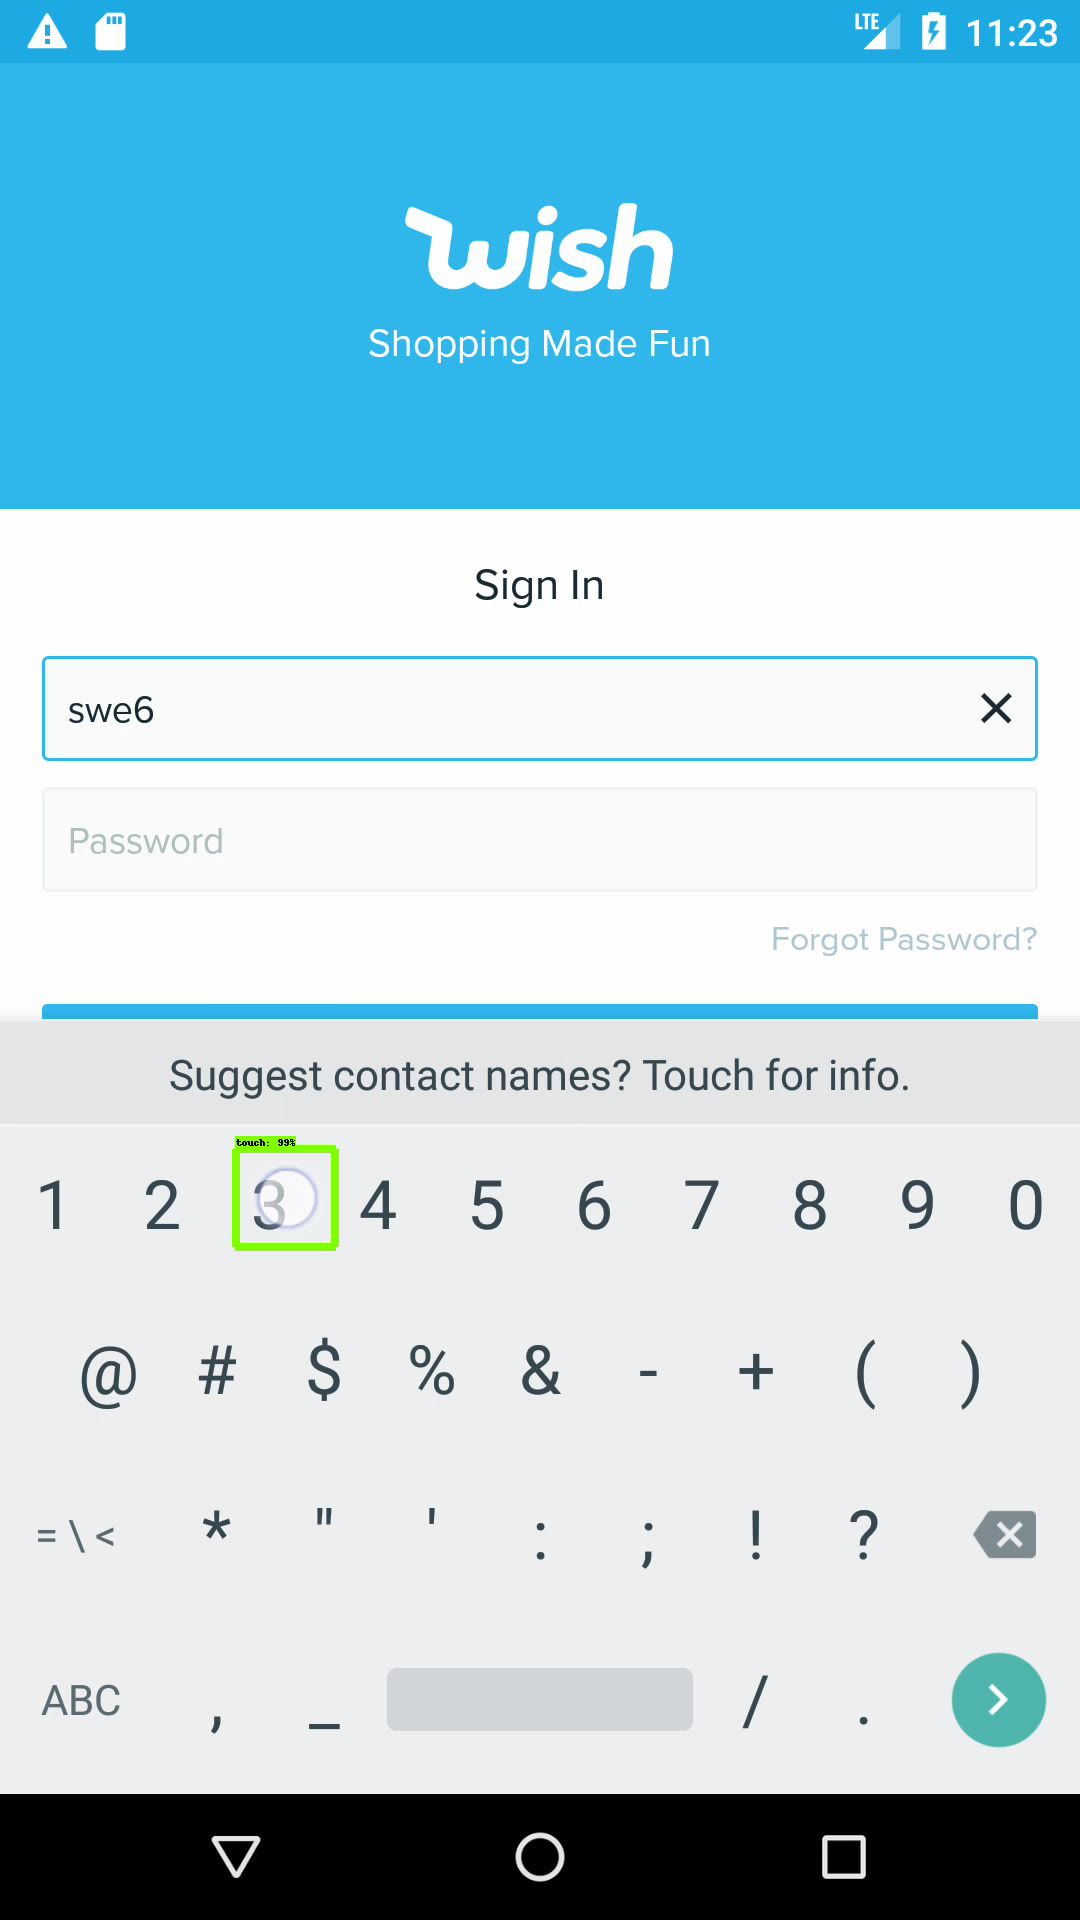 LTE 11:23
wish
Shopping Made Fun
Sign In
swe6
Password
Forgot Password?
Suggest contact names? Touch for info.
touch: 99%
1 2 3 4 5 6 7 8 9 0
@ # $ % & - + ( )
= \ < * " ' : ; ! ?
ABC , _ / .